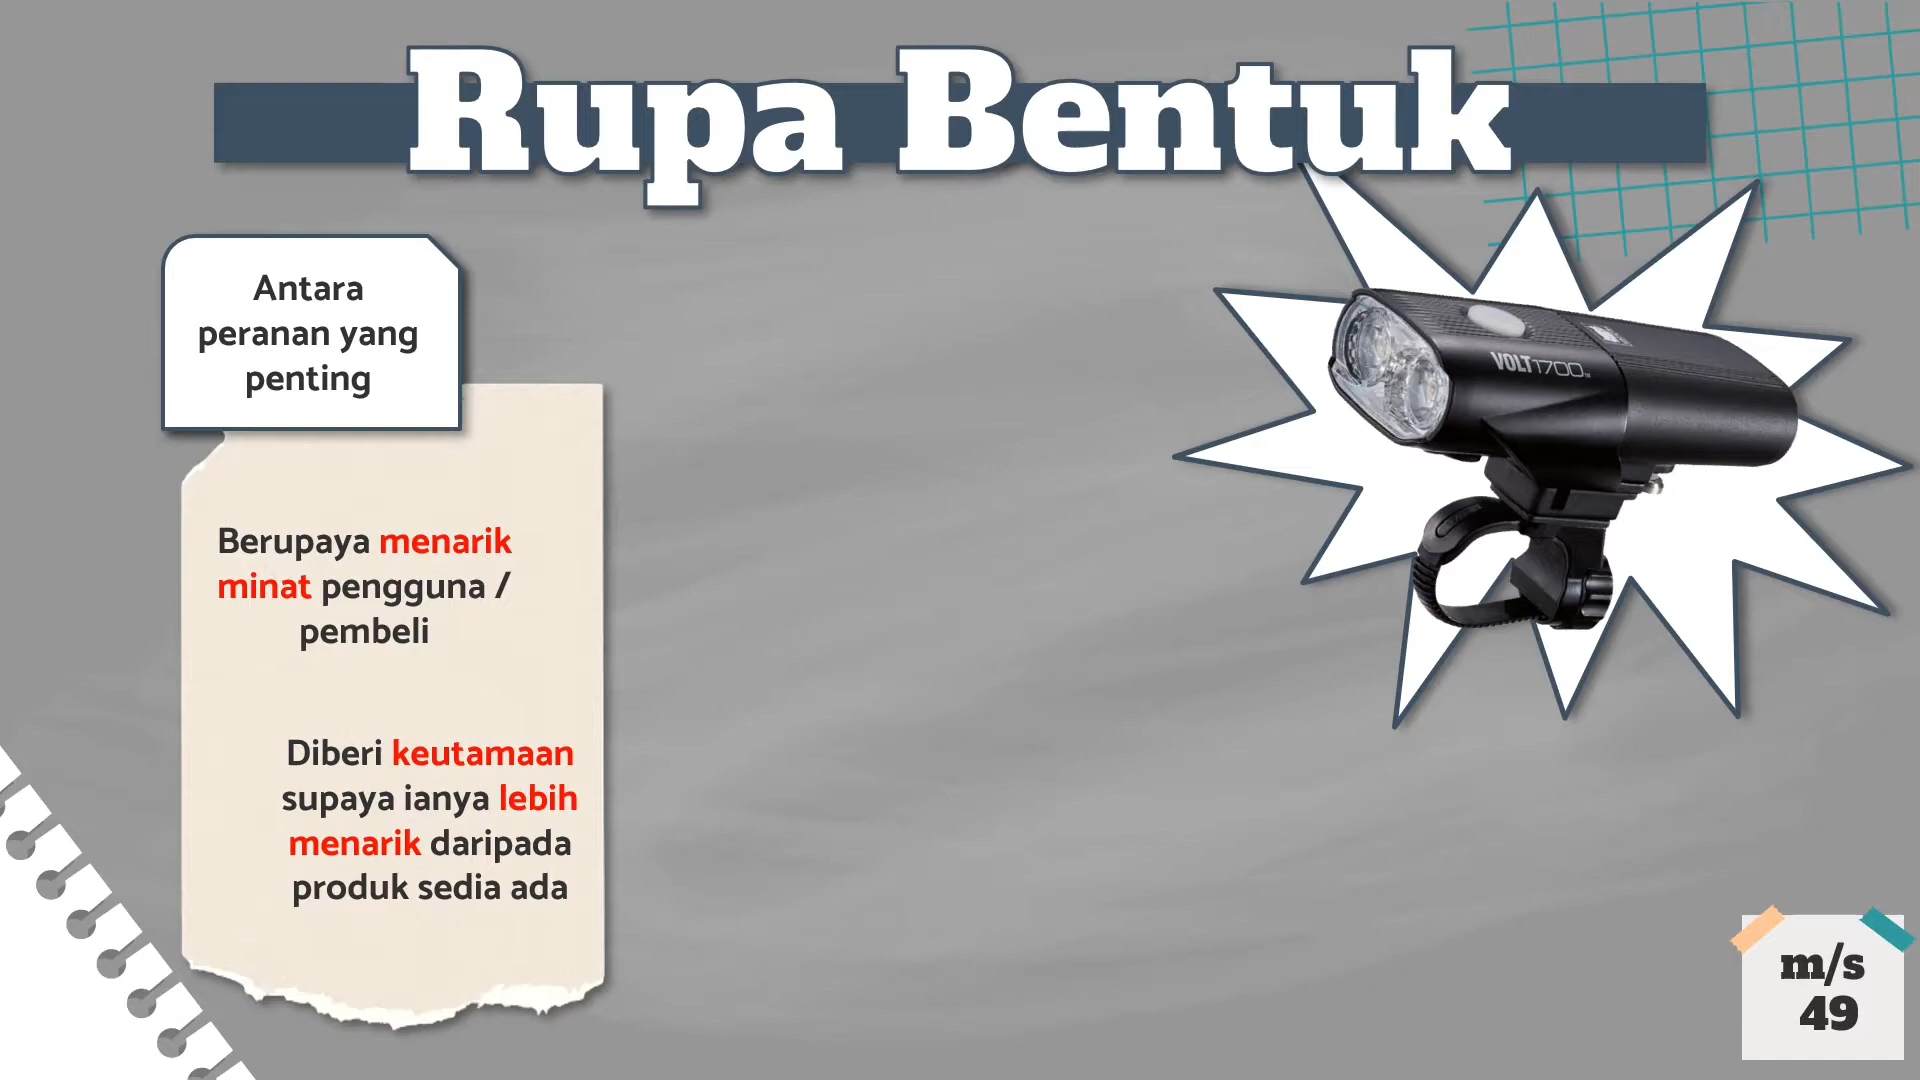 Rupa Bentuk
Antara
peranan yang
penting
VOLT1700
Berupaya menarik
minat pengguna /
pembeli
Diberi keutamaan
supaya ianya lebih
menarik daripada
produk sedia ada
m/s
49